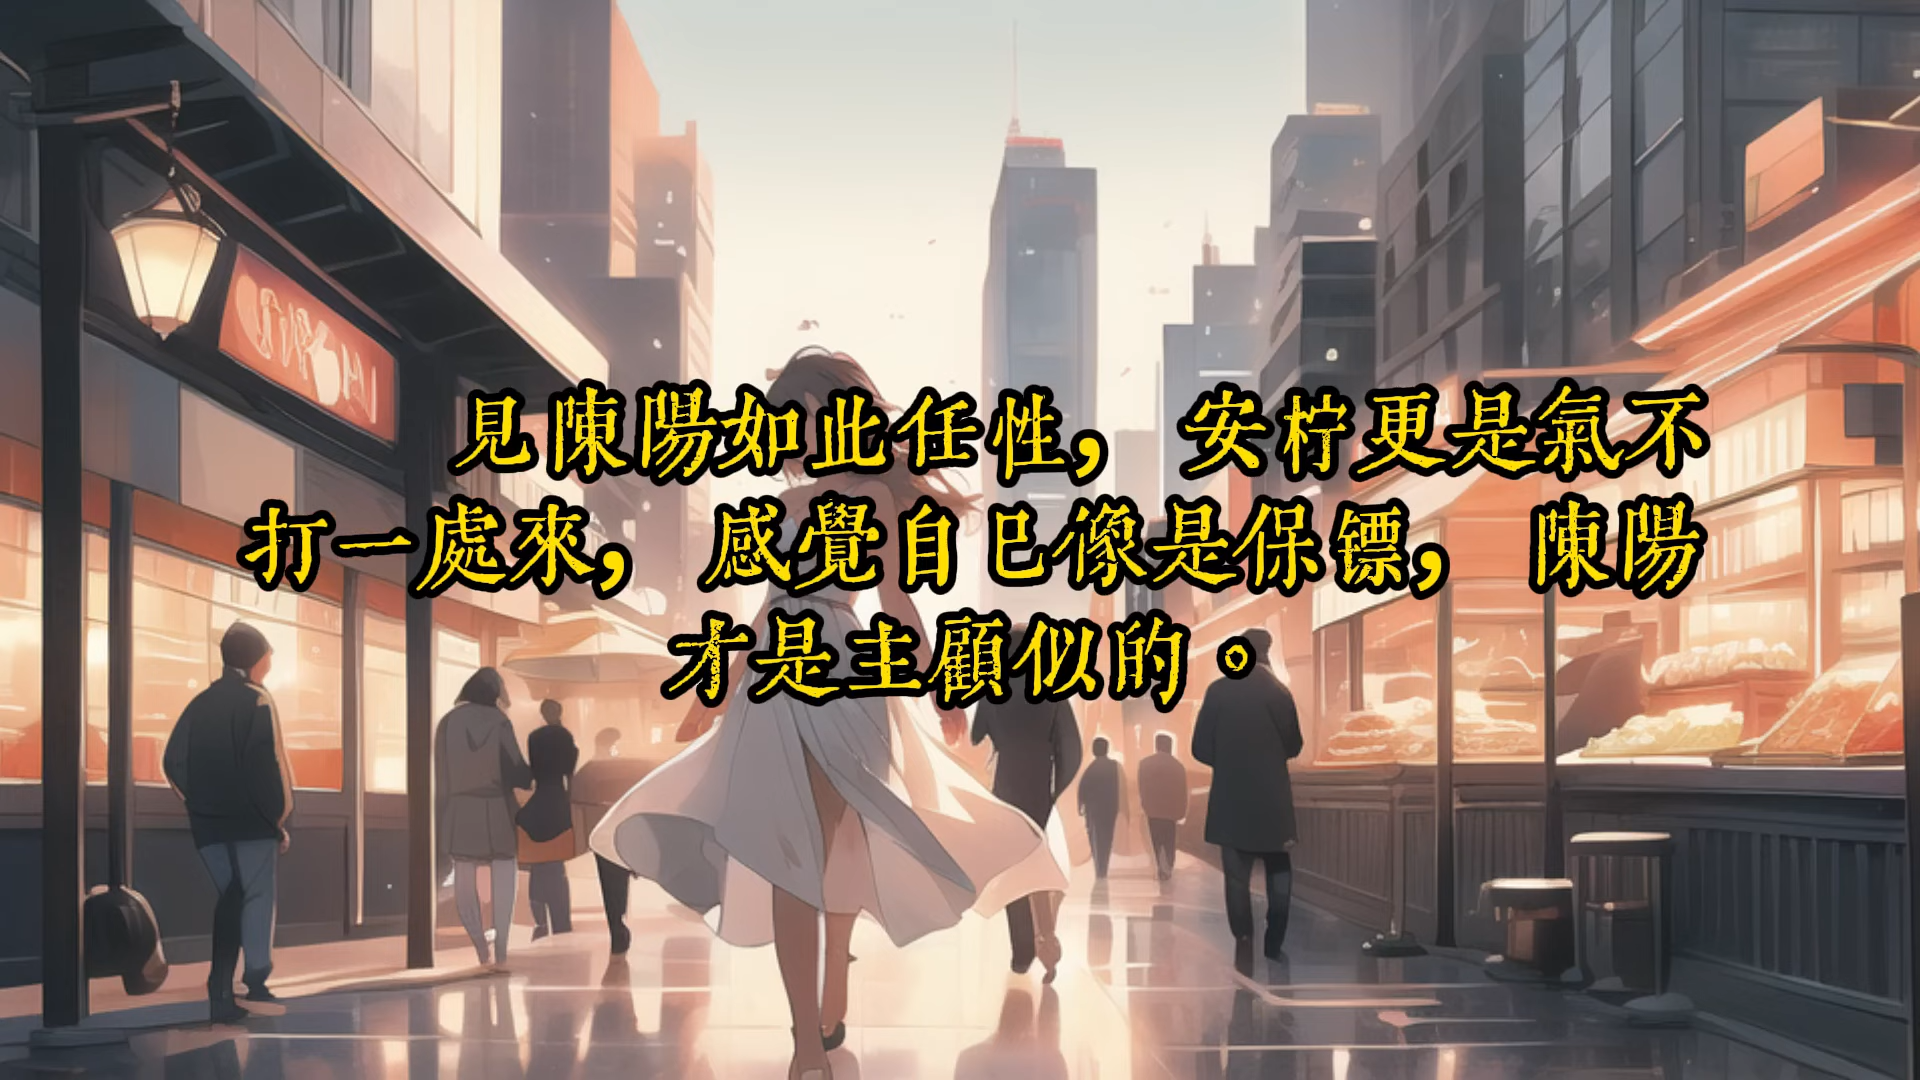 見陳陽如此任性，安柠更是氣不
打一處來，感覺自已像是保镖，陳陽
才是主顧似的。